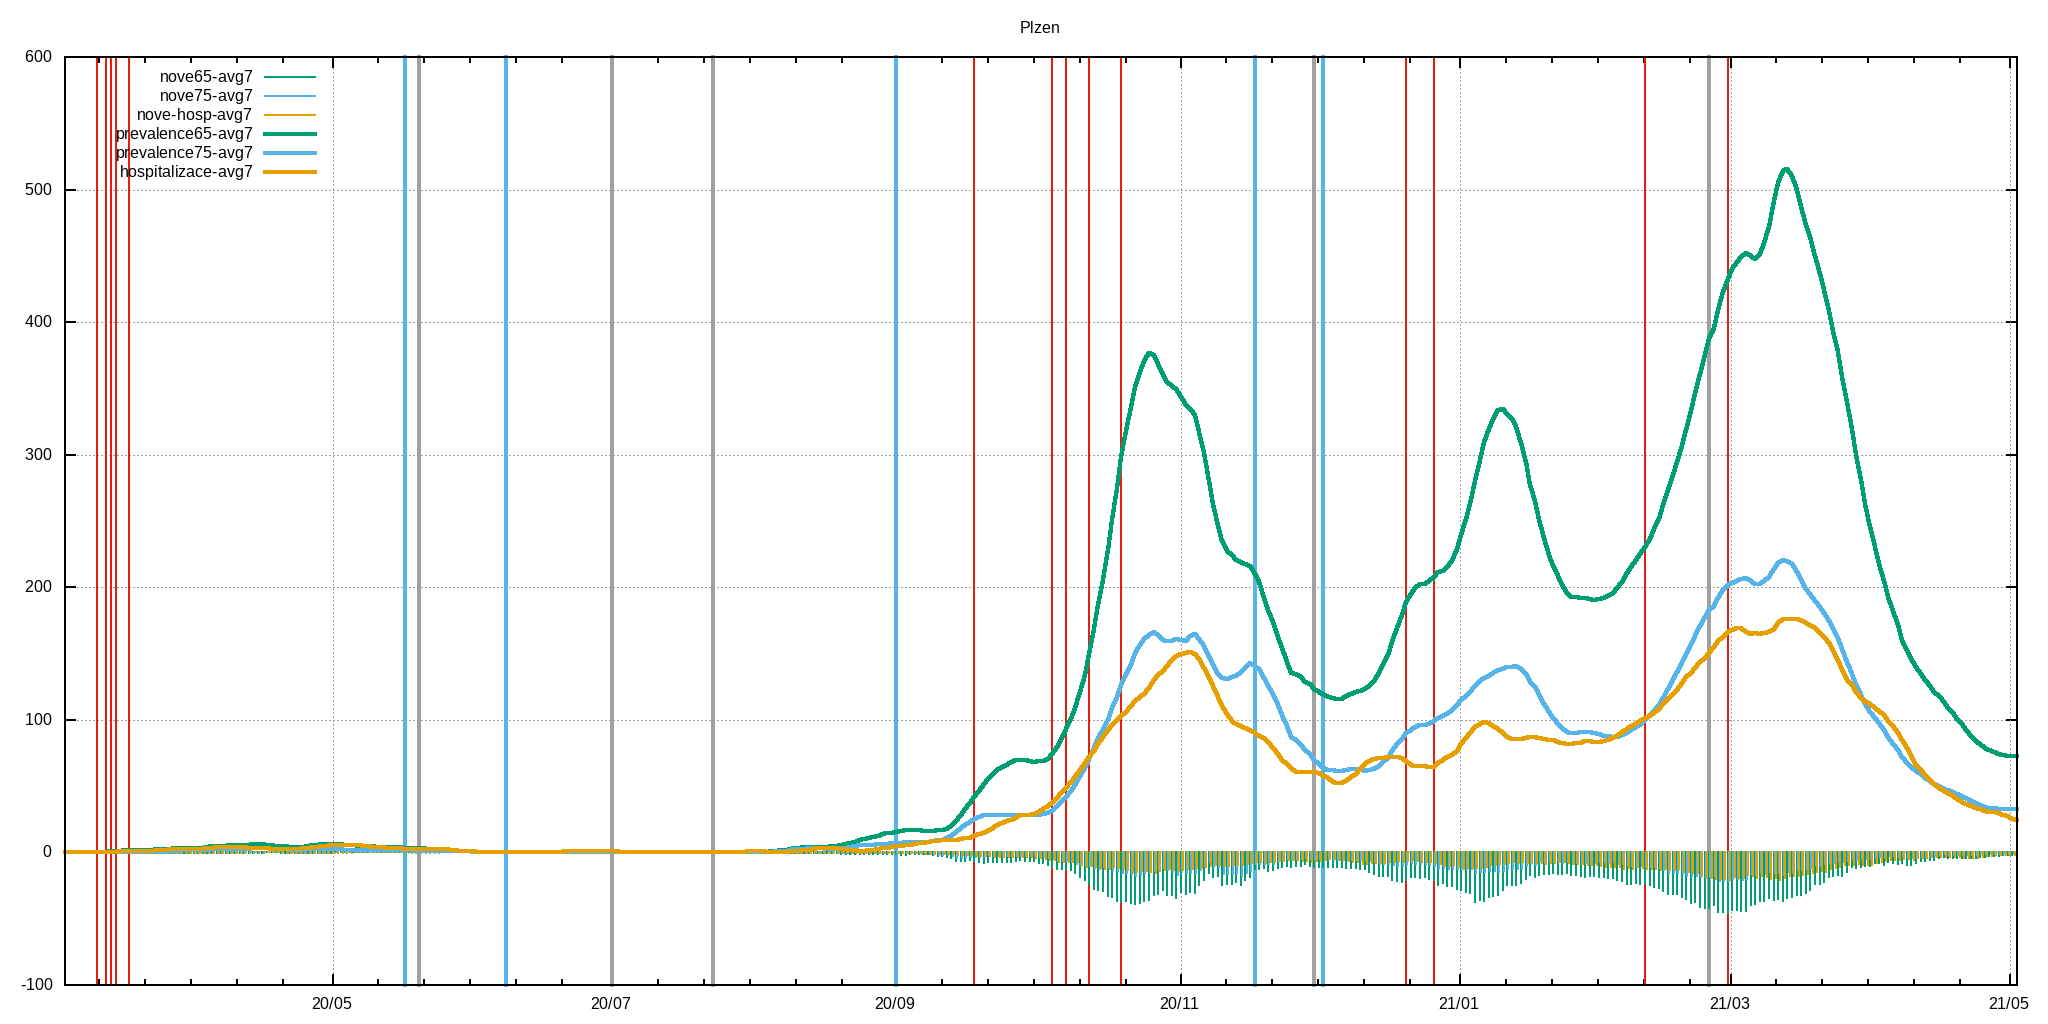 Plzen
600
nove65-avg7
nove75-avg7
nove-hosp-avg7
prevalence65-avg7
prevalence75-avg7
hospitalizace-avg7
500
400
300
200
100
0
-100
20/05
20/07
20/09
20/11
21/01
21/03
21/05